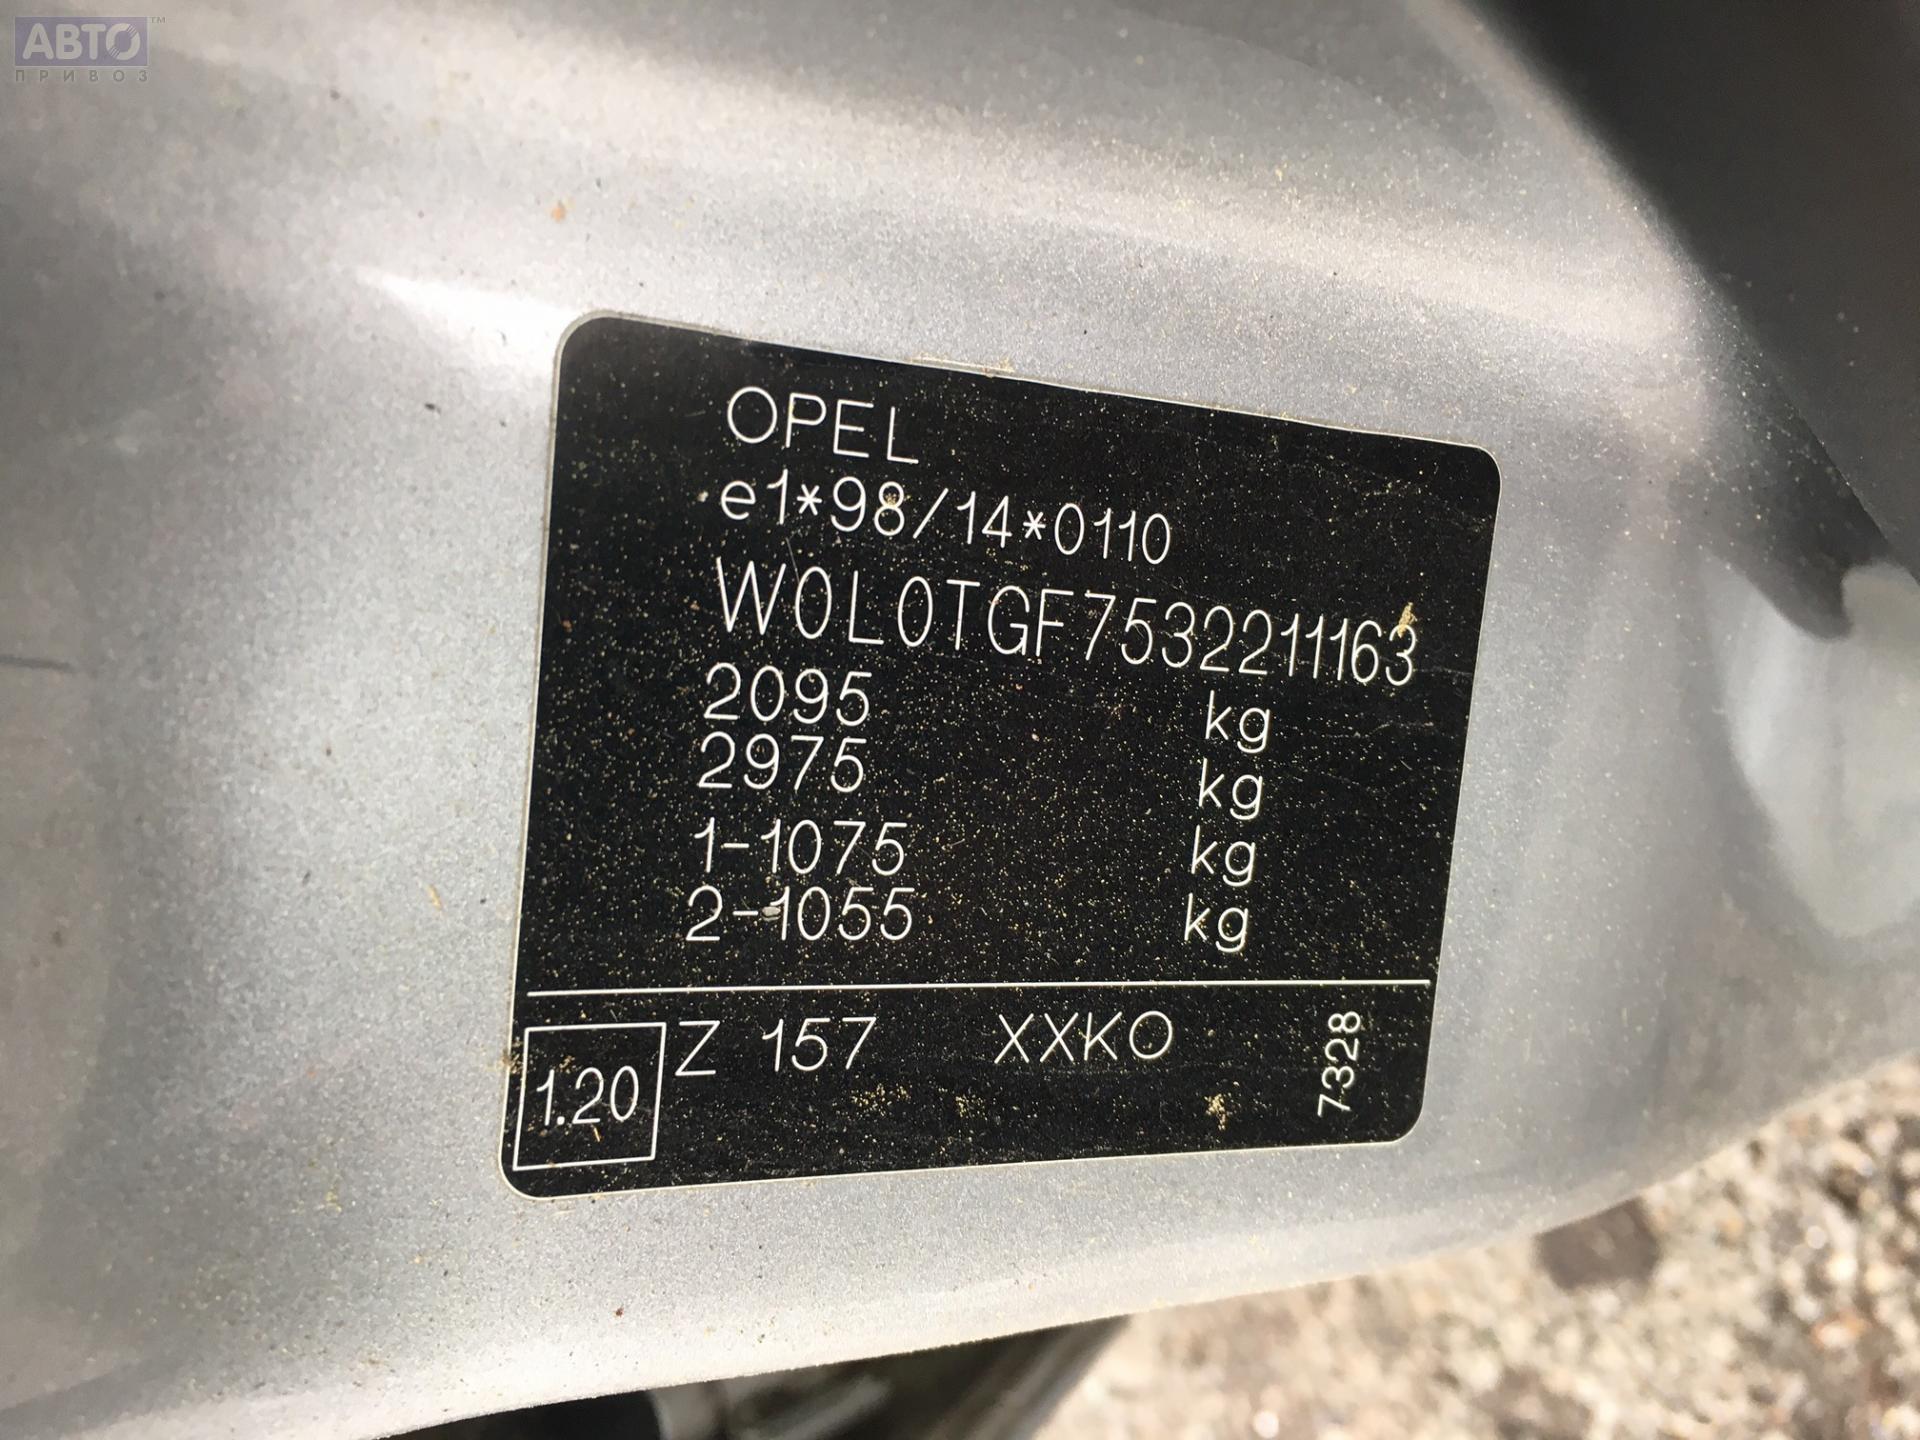 АВТО™
ПРИВОЗ
OPEL
e1*98/14*0110
W0L0TGF7532211163
2095 kg
2975 kg
1-1075 kg
2-1055 kg
1.20
Z 157 XXKO
7328